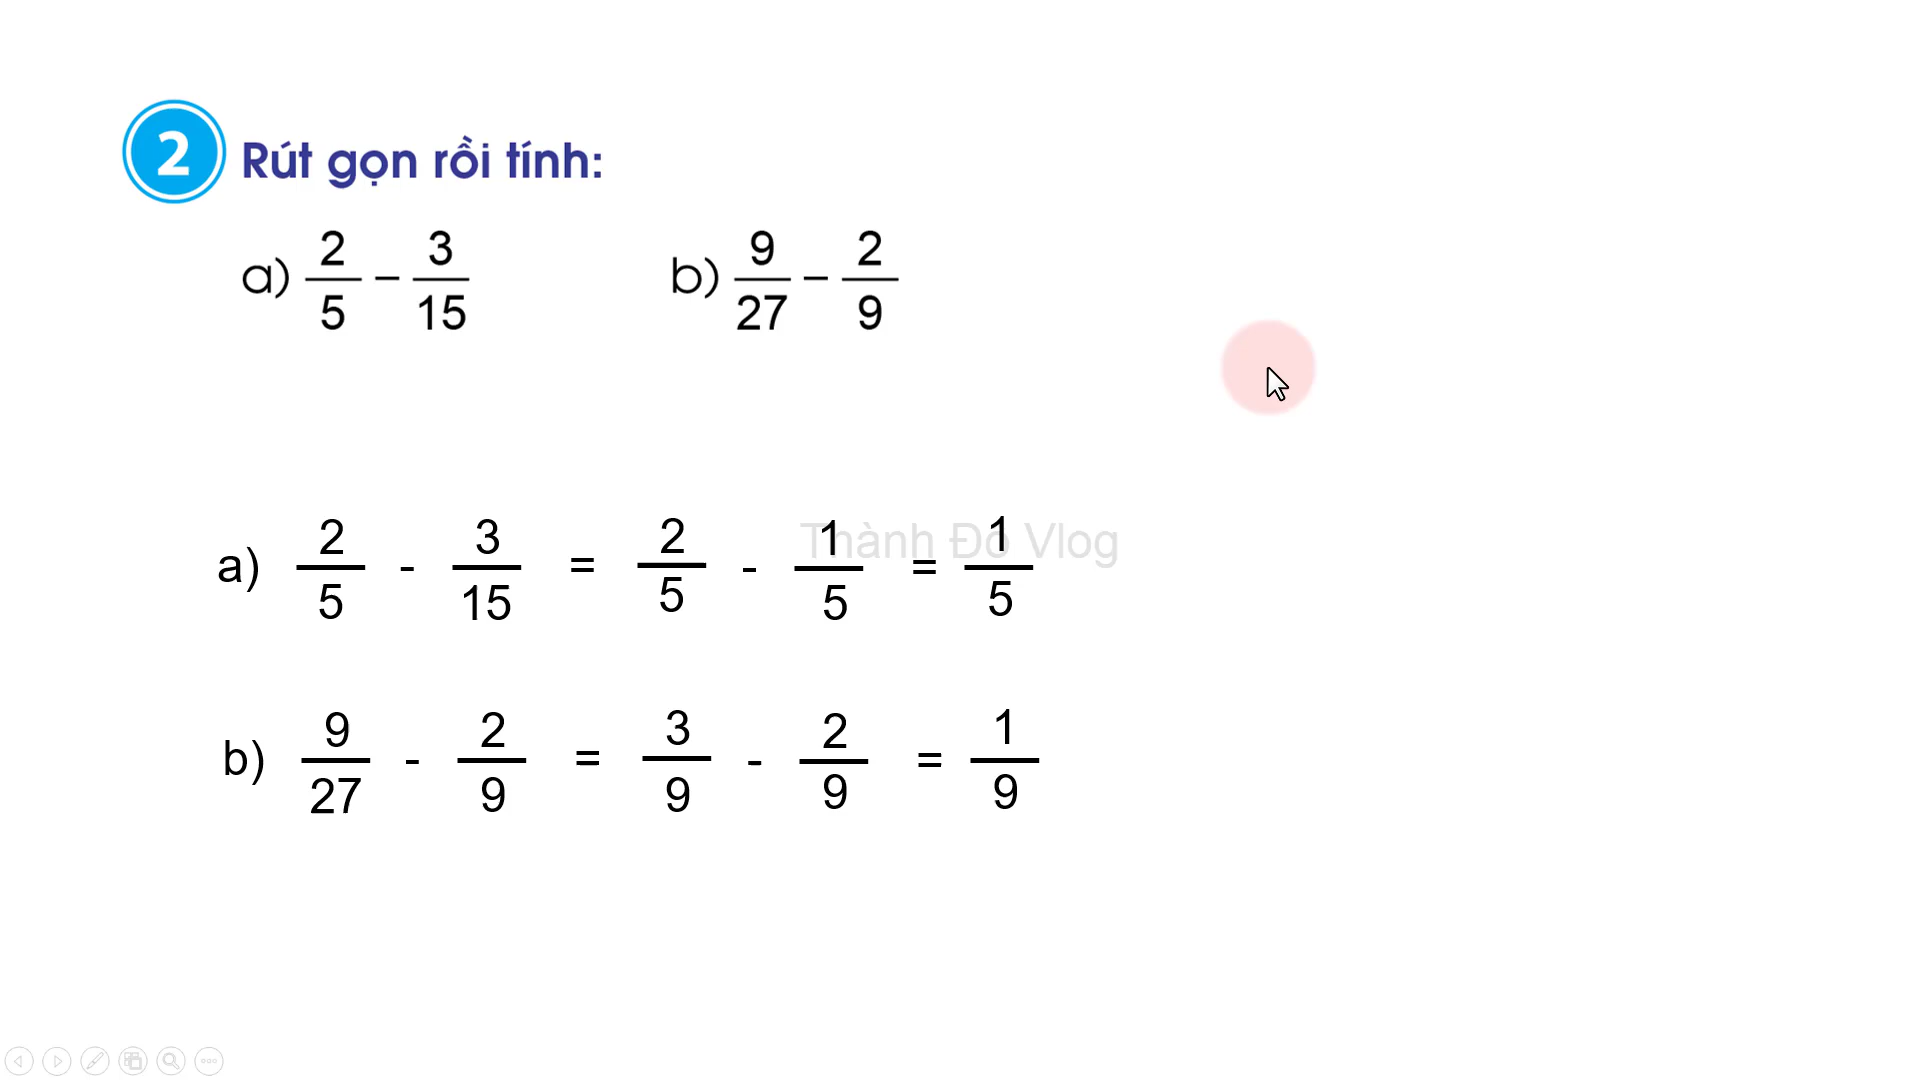 2 Rút gọn rồi tính:
a) 2/5 − 3/15 b) 9/27 − 2/9
Thành Đô Vlog
a) 2/5 - 3/15 = 2/5 - 1/5 = 1/5
b) 9/27 - 2/9 = 3/9 - 2/9 = 1/9